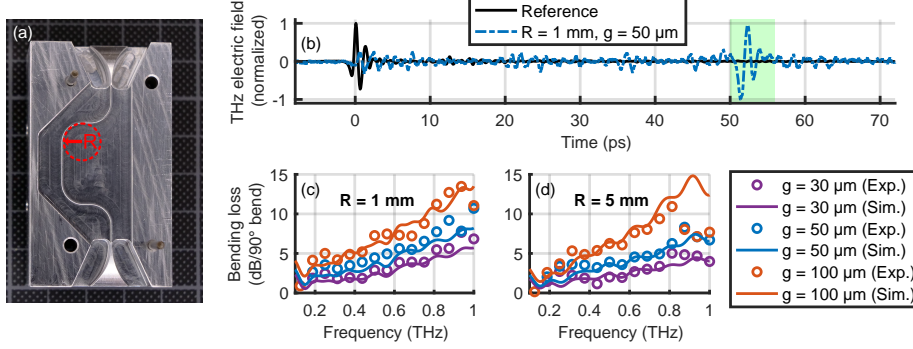 (a)
R
THz electric field
(normalized)
1
0
-1
(b)
Reference
R = 1 mm, g = 50 μm
0
10
20
30
40
50
60
70
Time (ps)
Bending loss
(dB/90° bend)
15
10
5
0
(c)
R = 1 mm
0.2
0.4
0.6
0.8
1
Frequency (THz)
15
10
5
0
(d)
R = 5 mm
0.2
0.4
0.6
0.8
1
Frequency (THz)
g = 30 μm (Exp.)
g = 30 μm (Sim.)
g = 50 μm (Exp.)
g = 50 μm (Sim.)
g = 100 μm (Exp.)
g = 100 μm (Sim.)